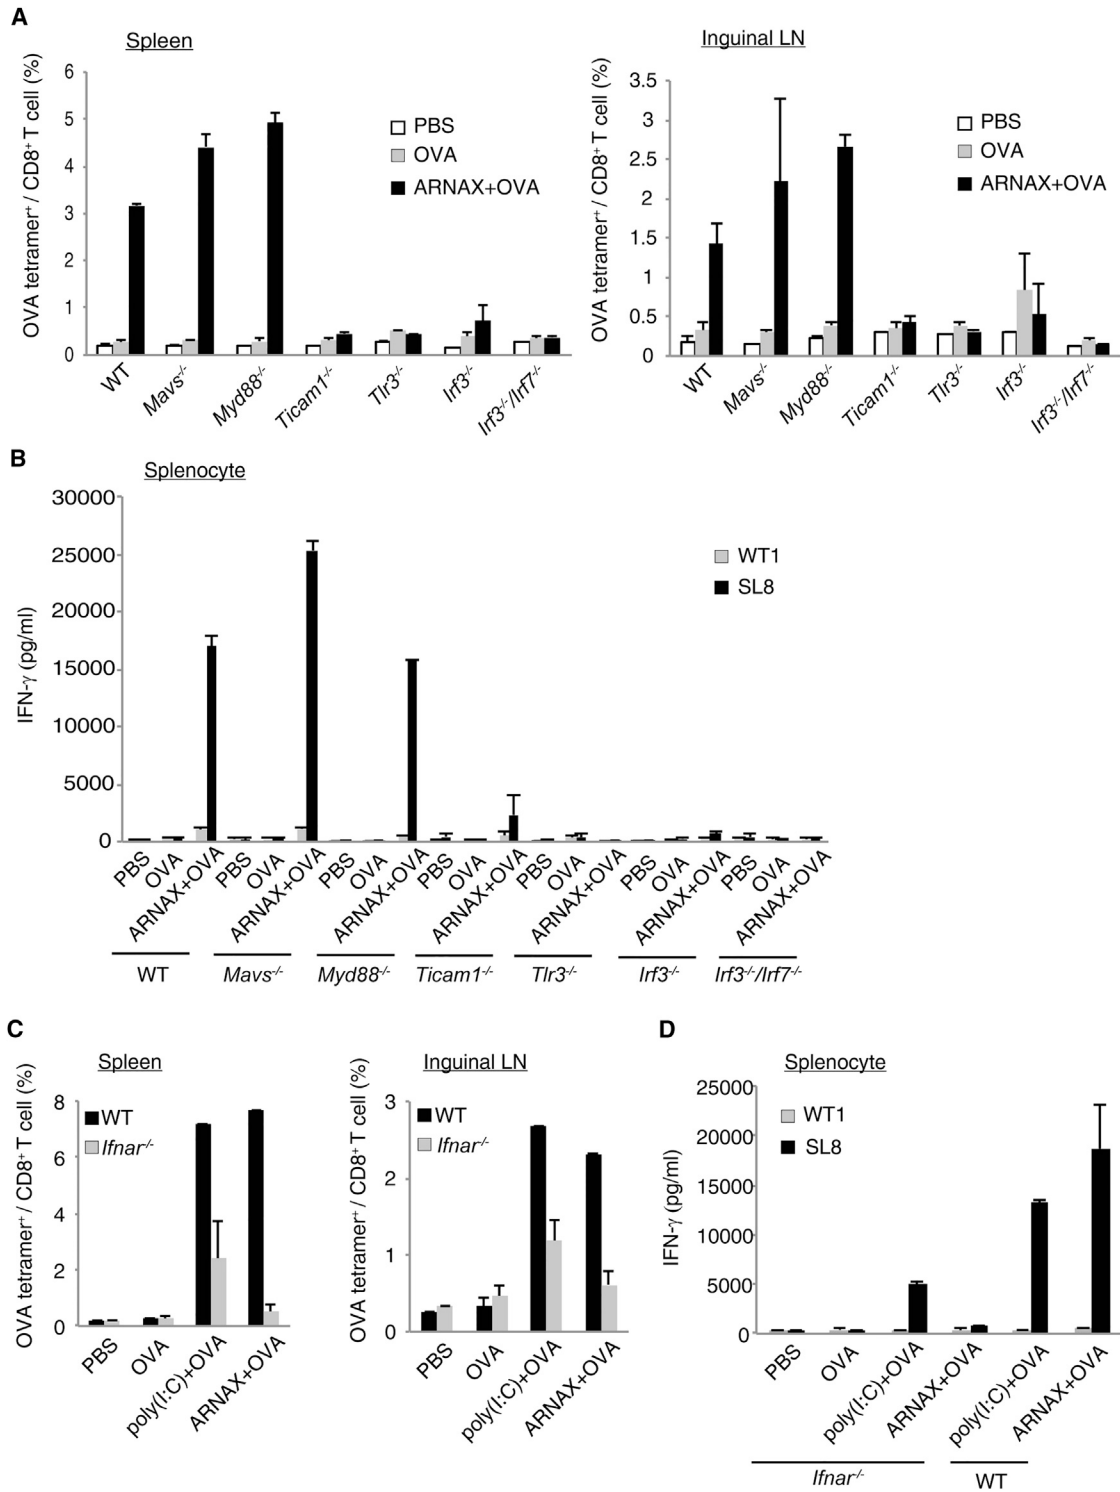 A
Spleen
OVA tetramer⁺ / CD8⁺ T cell (%)
6
5
4
3
2
1
0
PBS
OVA
ARNAX+OVA
WT
Mavs⁻/⁻
Myd88⁻/⁻
Ticam1⁻/⁻
Tlr3⁻/⁻
Irf3⁻/⁻
Irf3⁻/⁻/Irf7⁻/⁻
Inguinal LN
OVA tetramer⁺ / CD8⁺ T cell (%)
3.5
3
2.5
2
1.5
1
0.5
0
PBS
OVA
ARNAX+OVA
WT
Mavs⁻/⁻
Myd88⁻/⁻
Ticam1⁻/⁻
Tlr3⁻/⁻
Irf3⁻/⁻
Irf3⁻/⁻/Irf7⁻/⁻
B
Splenocyte
IFN-γ (pg/ml)
30000
25000
20000
15000
10000
5000
0
WT1
SL8
PBS
OVA
ARNAX+OVA
PBS
OVA
ARNAX+OVA
PBS
OVA
ARNAX+OVA
PBS
OVA
ARNAX+OVA
PBS
OVA
ARNAX+OVA
PBS
OVA
ARNAX+OVA
PBS
OVA
ARNAX+OVA
WT
Mavs⁻/⁻
Myd88⁻/⁻
Ticam1⁻/⁻
Tlr3⁻/⁻
Irf3⁻/⁻
Irf3⁻/⁻/Irf7⁻/⁻
C
Spleen
OVA tetramer⁺ / CD8⁺ T cell (%)
8
6
4
2
0
WT
Ifnar⁻/⁻
PBS
OVA
poly(I:C)+OVA
ARNAX+OVA
Inguinal LN
OVA tetramer⁺ / CD8⁺ T cell (%)
3
2
1
0
WT
Ifnar⁻/⁻
PBS
OVA
poly(I:C)+OVA
ARNAX+OVA
D
Splenocyte
IFN-γ (pg/ml)
25000
20000
15000
10000
5000
0
WT1
SL8
PBS
OVA
poly(I:C)+OVA
ARNAX+OVA
poly(I:C)+OVA
ARNAX+OVA
Ifnar⁻/⁻
WT